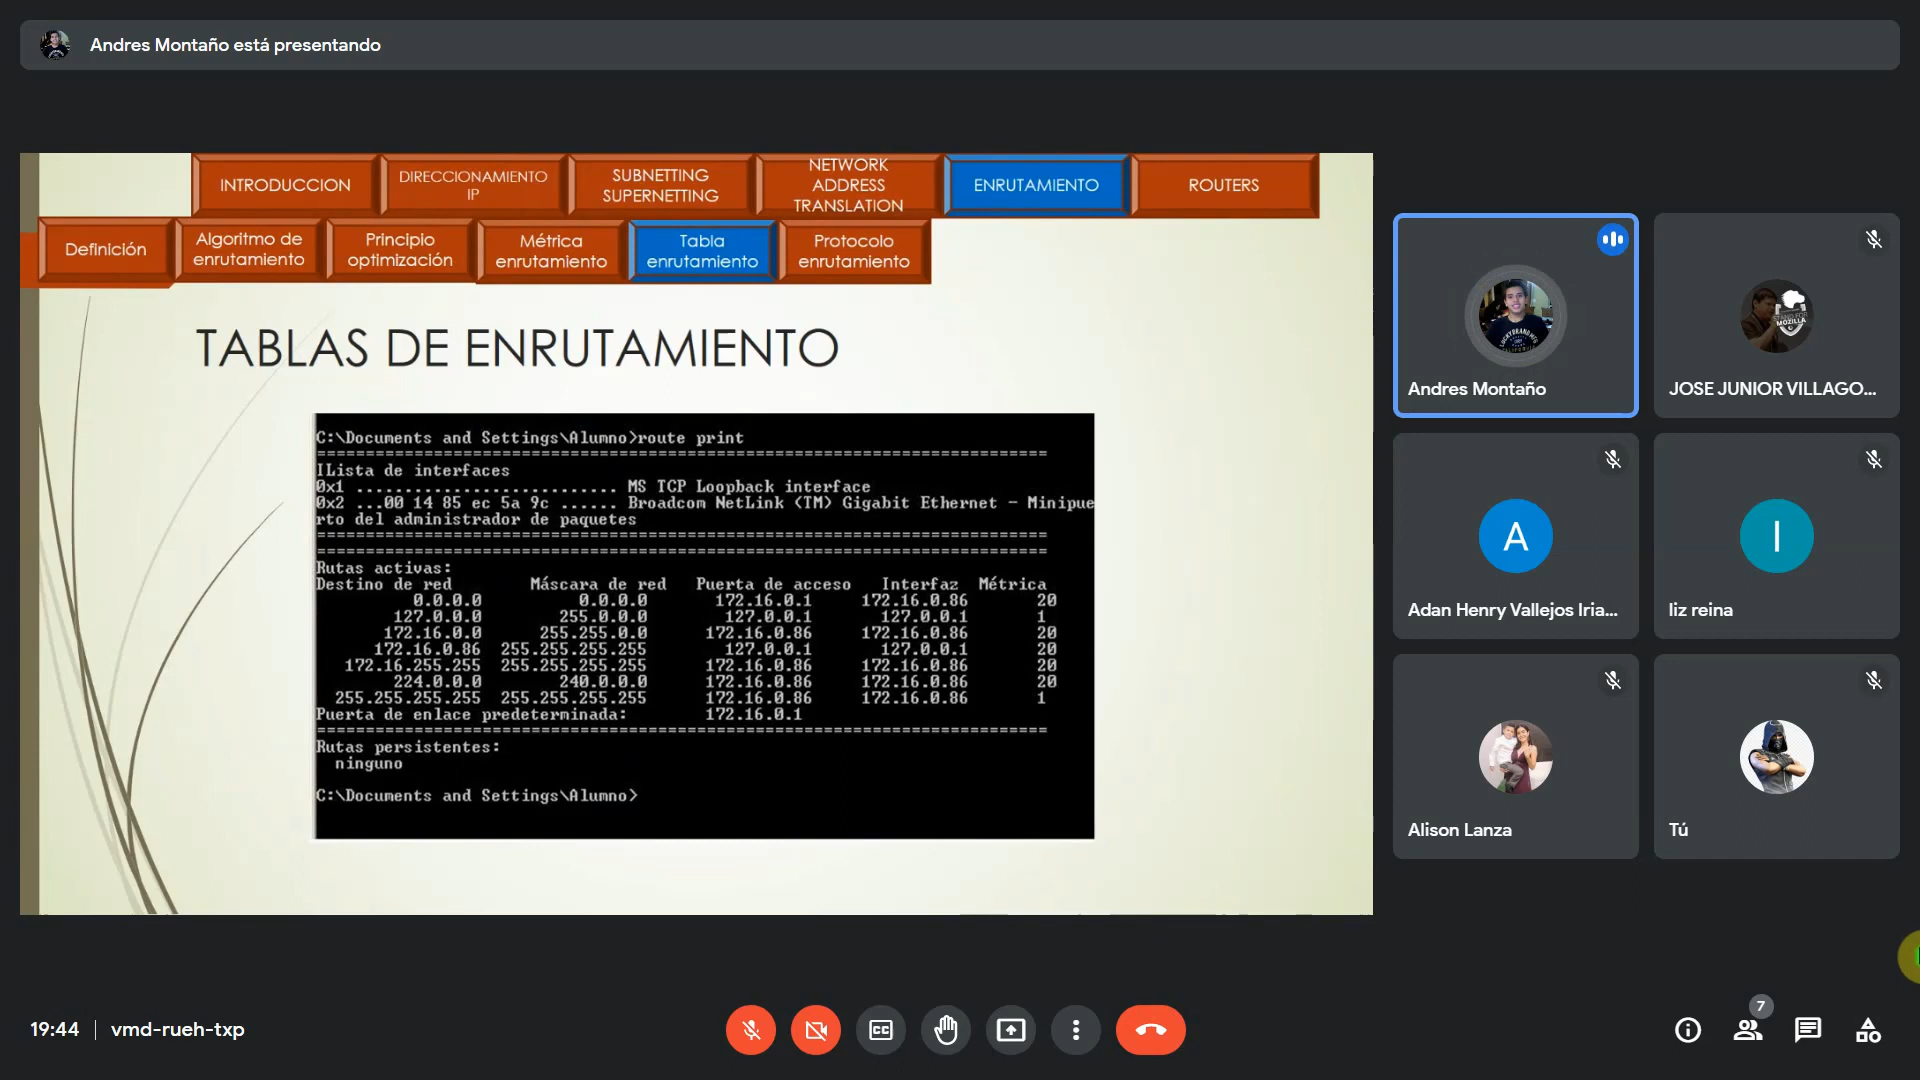 Andres Montaño está presentando
INTRODUCCION
DIRECCIONAMIENTO
IP
SUBNETTING
SUPERNETTING
NETWORK
ADDRESS
TRANSLATION
ENRUTAMIENTO
ROUTERS
Definición
Algoritmo de
enrutamiento
Principio
optimización
Métrica
enrutamiento
Tabla
enrutamiento
Protocolo
enrutamiento
TABLAS DE ENRUTAMIENTO
C:\Documents and Settings\Alumno>route print
===========================================================================
ILista de interfaces
0x1 ........................... MS TCP Loopback interface
0x2 ...00 14 85 ec 5a 9c ...... Broadcom NetLink (TM) Gigabit Ethernet - Minipue
rto del administrador de paquetes
===========================================================================
===========================================================================
Rutas activas:
Destino de red        Máscara de red   Puerta de acceso   Interfaz  Métrica
0.0.0.0          0.0.0.0       172.16.0.1     172.16.0.86       20
127.0.0.0        255.0.0.0        127.0.0.1       127.0.0.1       1
172.16.0.0      255.255.0.0      172.16.0.86     172.16.0.86       20
172.16.0.86  255.255.255.255        127.0.0.1       127.0.0.1       20
172.16.255.255  255.255.255.255      172.16.0.86     172.16.0.86       20
224.0.0.0        240.0.0.0      172.16.0.86     172.16.0.86       20
255.255.255.255  255.255.255.255      172.16.0.86     172.16.0.86       1
Puerta de enlace predeterminada:        172.16.0.1
===========================================================================
Rutas persistentes:
ninguno
C:\Documents and Settings\Alumno>
Andres Montaño
STAND FOR
MOZILLA
JOSE JUNIOR VILLAGO...
A
Adan Henry Vallejos Iria...
l
liz reina
Alison Lanza
Tú
19:44 | vmd-rueh-txp
CC
7